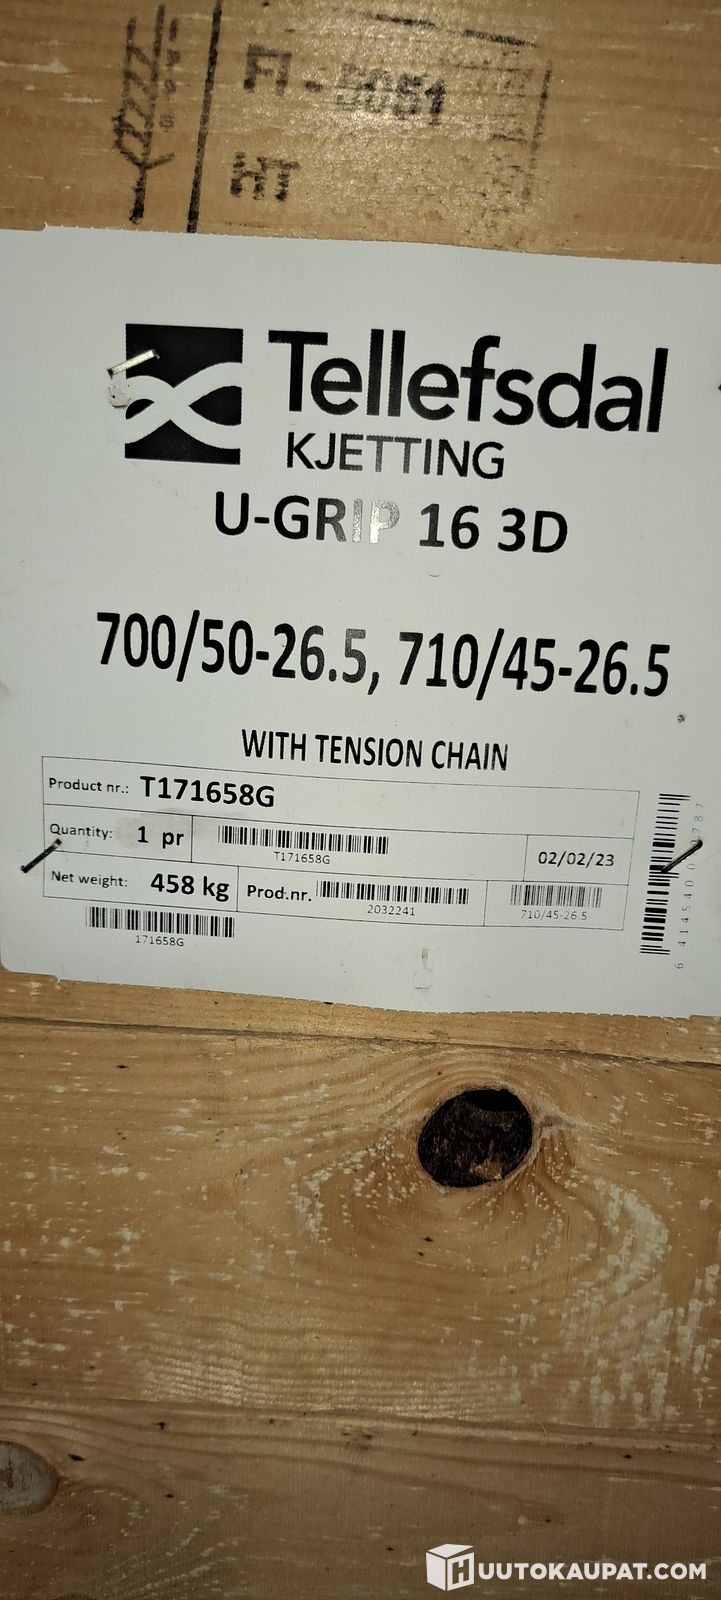 FI - 5051
HT
Tellefsdal
KJETTING
U-GRIP 16 3D
700/50-26.5, 710/45-26.5
WITH TENSION CHAIN
Product nr.: T171658G
Quantity: 1 pr
T171658G
02/02/23
Net weight: 458 kg
Prod.nr.
2032241
710/45-26.5
171658G
HUUTOKAUPAT.COM